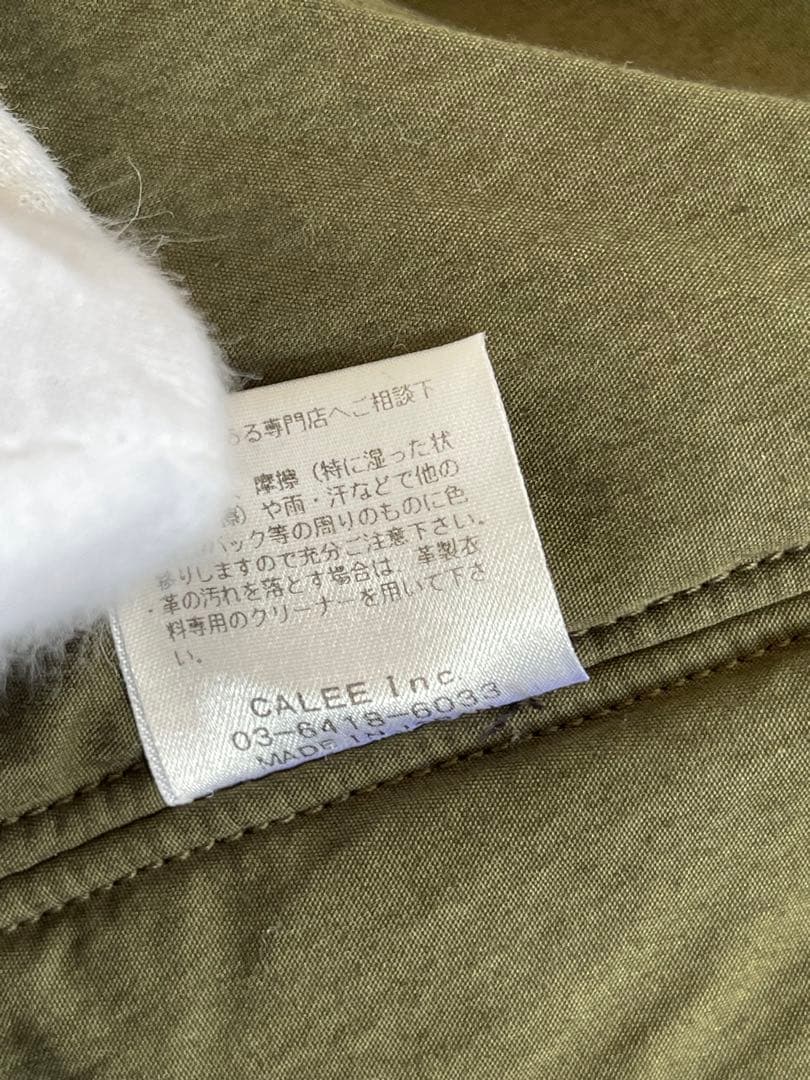 る専門店へご相談下
、摩擦（特に湿った状
）や雨・汗などで他の
バック等の周りのものに色
移りしますので充分ご注意下さい。
・革の汚れを落とす場合は、革製衣
料専用のクリーナーを用いて下さ
い。
CALEE Inc.
03-6418-6033
MADE IN